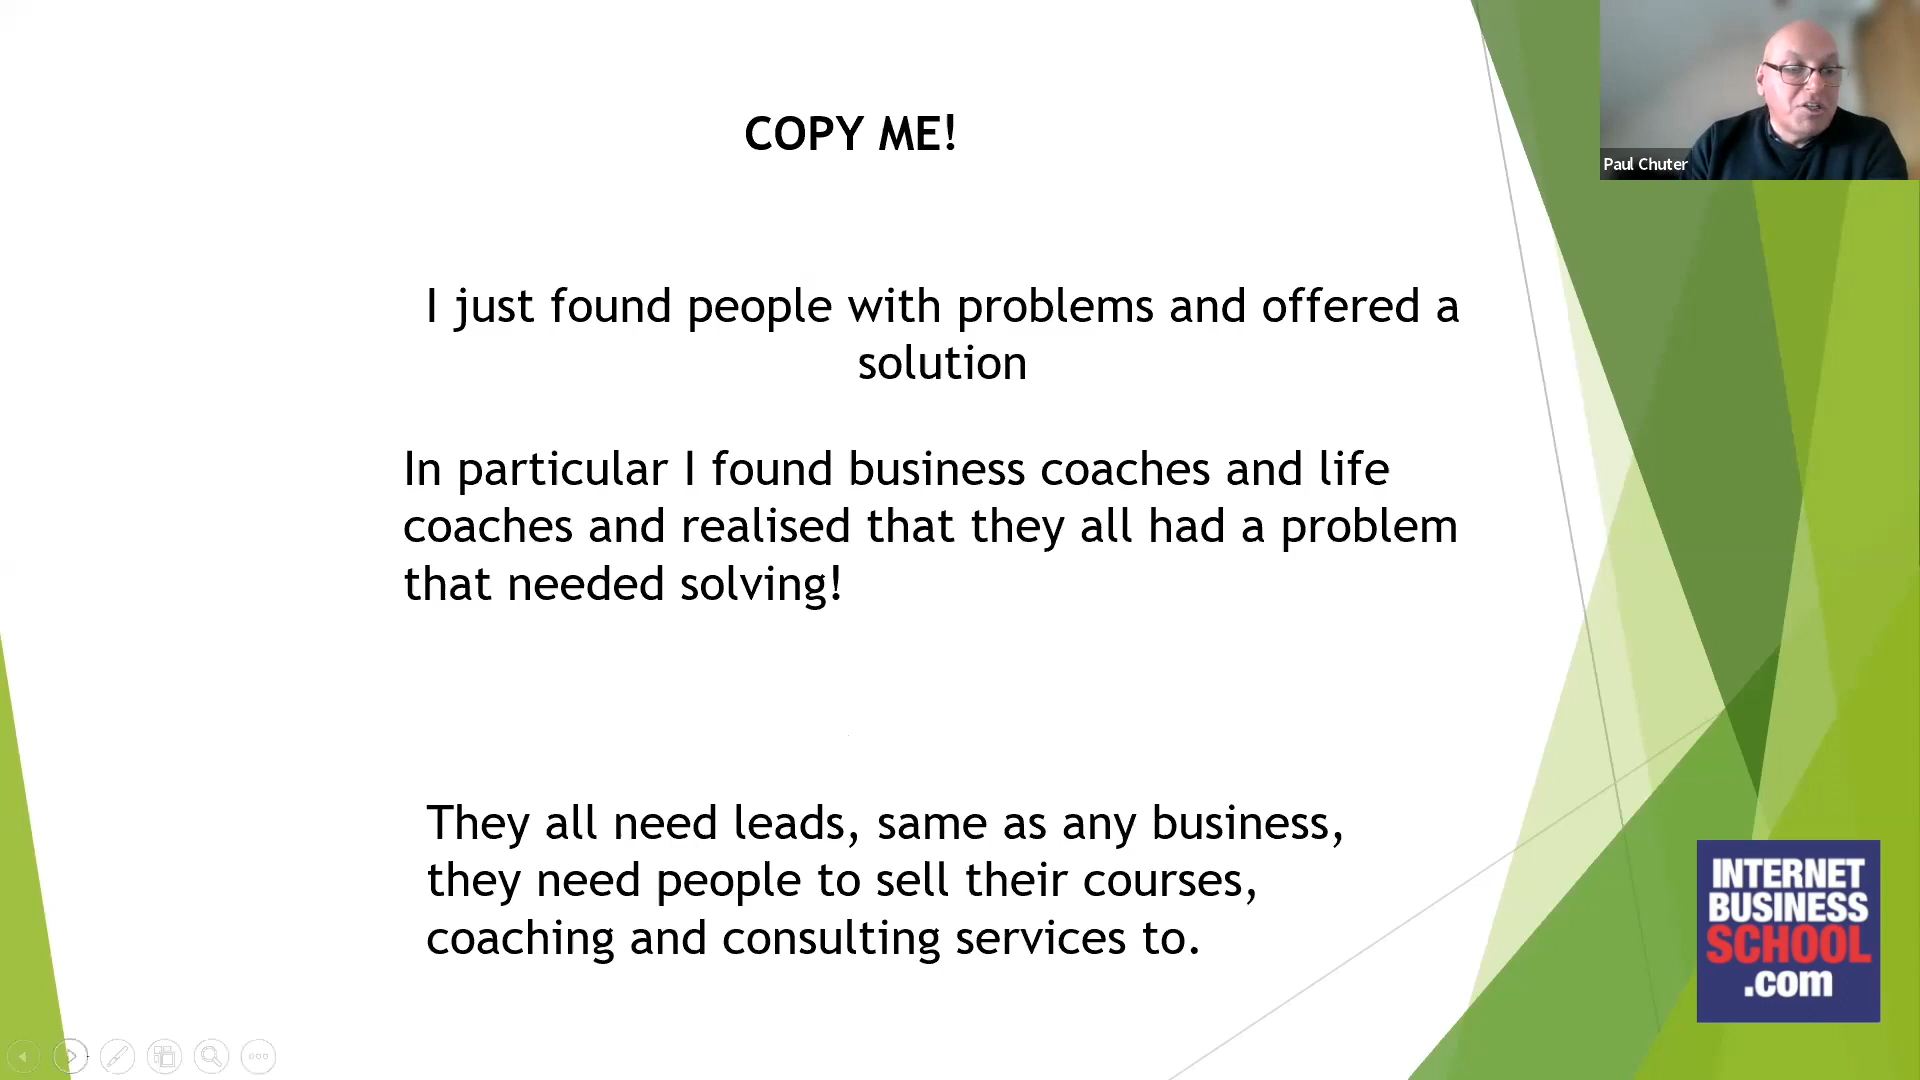 COPY ME!
Paul Chuter
I just found people with problems and offered a
solution
In particular I found business coaches and life
coaches and realised that they all had a problem
that needed solving!
They all need leads, same as any business,
they need people to sell their courses,
coaching and consulting services to.
INTERNET
BUSINESS
SCHOOL
.com